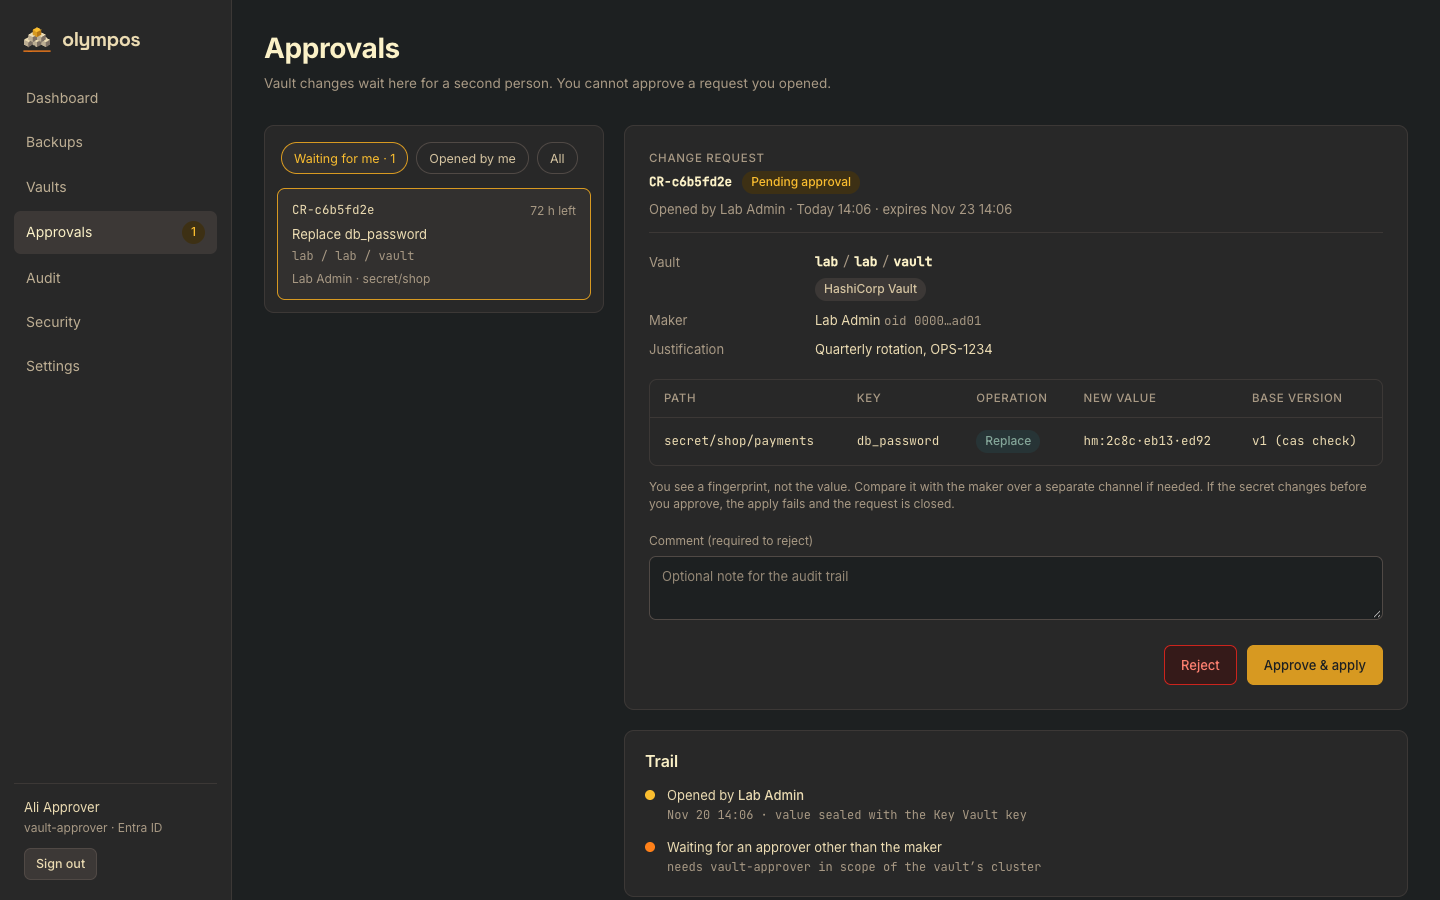 olympos
Dashboard
Backups
Vaults
Approvals 1
Audit
Security
Settings
Ali Approver
vault-approver · Entra ID
Sign out
Approvals
Vault changes wait here for a second person. You cannot approve a request you opened.
Waiting for me · 1 Opened by me All
CR-c6b5fd2e 72 h left
Replace db_password
lab / lab / vault
Lab Admin · secret/shop
CHANGE REQUEST
CR-c6b5fd2e Pending approval
Opened by Lab Admin · Today 14:06 · expires Nov 23 14:06
Vault lab / lab / vault
HashiCorp Vault
Maker Lab Admin oid 0000…ad01
Justification Quarterly rotation, OPS-1234
PATH KEY OPERATION NEW VALUE BASE VERSION
secret/shop/payments db_password Replace hm:2c8c·eb13·ed92 v1 (cas check)
You see a fingerprint, not the value. Compare it with the maker over a separate channel if needed. If the secret changes before
you approve, the apply fails and the request is closed.
Comment (required to reject)
Optional note for the audit trail
Reject Approve & apply
Trail
Opened by Lab Admin
Nov 20 14:06 · value sealed with the Key Vault key
Waiting for an approver other than the maker
needs vault-approver in scope of the vault’s cluster